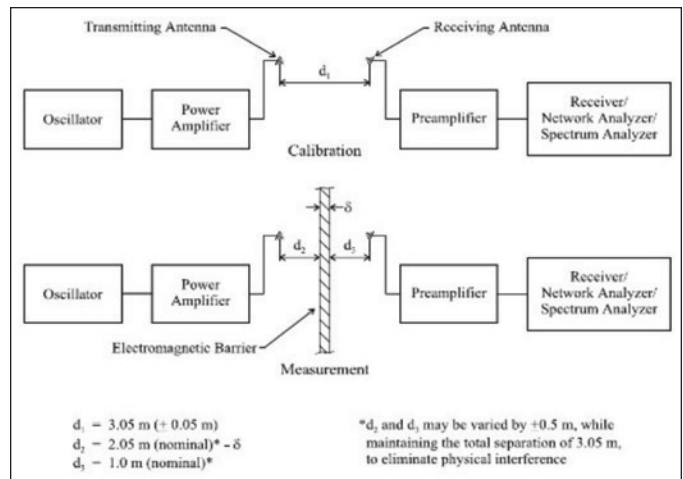 Transmitting Antenna
Receiving Antenna
d₁
Oscillator
Power
Amplifier
Preamplifier
Receiver/
Network Analyzer/
Spectrum Analyzer
Calibration
δ
d₂
d₃
Oscillator
Power
Amplifier
Preamplifier
Receiver/
Network Analyzer/
Spectrum Analyzer
Electromagnetic Barrier
Measurement
d₁ = 3.05 m (± 0.05 m)
d₂ = 2.05 m (nominal)* - δ
d₃ = 1.0 m (nominal)*
*d₂ and d₃ may be varied by ±0.5 m, while
maintaining the total separation of 3.05 m,
to eliminate physical interference